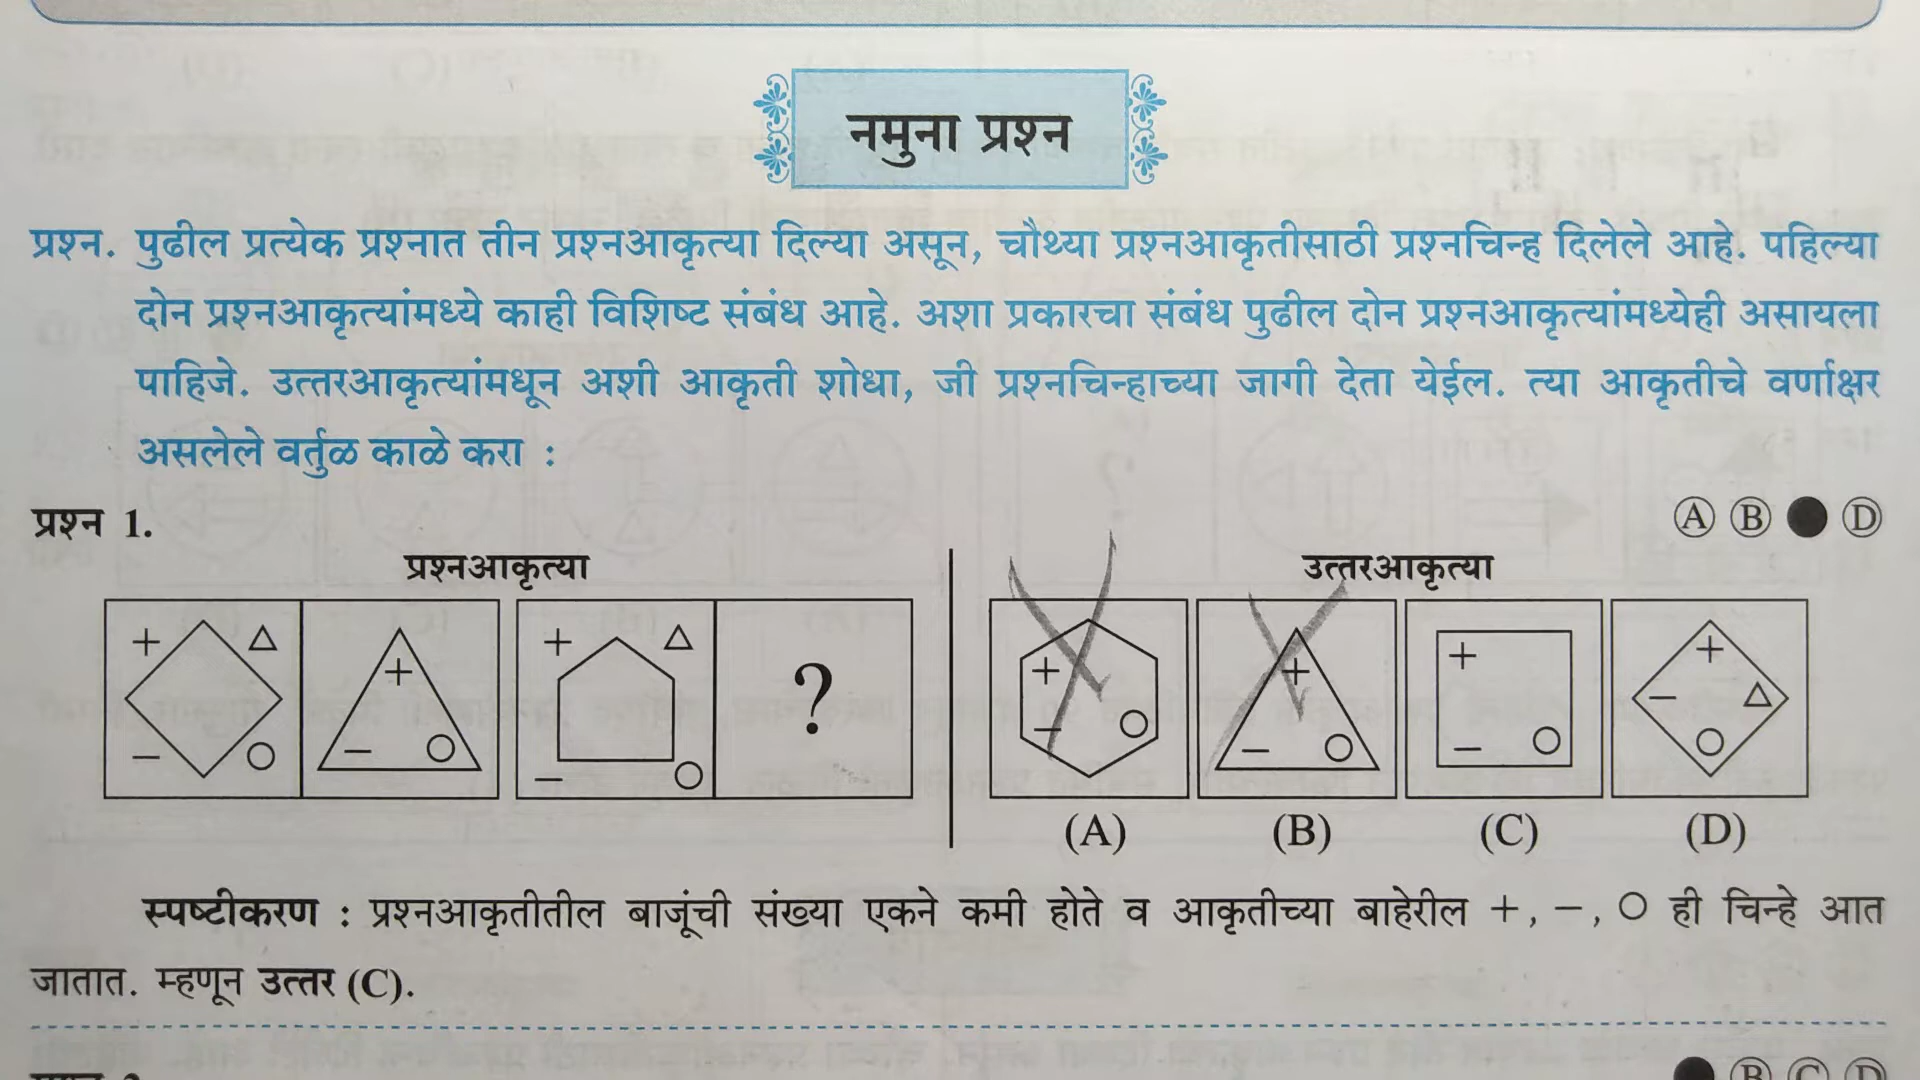 नमुना प्रश्न
प्रश्न. पुढील प्रत्येक प्रश्नात तीन प्रश्नआकृत्या दिल्या असून, चौथ्या प्रश्नआकृतीसाठी प्रश्नचिन्ह दिलेले आहे. पहिल्या
दोन प्रश्नआकृत्यांमध्ये काही विशिष्ट संबंध आहे. अशा प्रकारचा संबंध पुढील दोन प्रश्नआकृत्यांमध्येही असायला
पाहिजे. उत्तरआकृत्यांमधून अशी आकृती शोधा, जी प्रश्नचिन्हाच्या जागी देता येईल. त्या आकृतीचे वर्णाक्षर
असलेले वर्तुळ काळे करा :
प्रश्न 1. Ⓐ Ⓑ ● Ⓓ
प्रश्नआकृत्या उत्तरआकृत्या
?
(A) (B) (C) (D)
स्पष्टीकरण : प्रश्नआकृतीतील बाजूंची संख्या एकने कमी होते व आकृतीच्या बाहेरील +, −, ○ ही चिन्हे आत
जातात. म्हणून उत्तर (C).
● Ⓑ Ⓒ Ⓓ